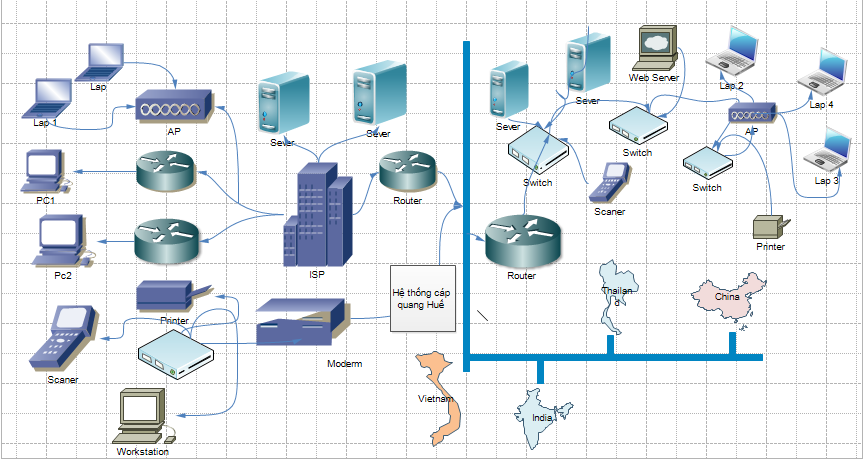 Lap
Lap 1
AP
Sever
Sever
PC1
Router
Pc2
ISP
Printer
Hệ thống cáp
quang Huế
Scaner
Moderm
Workstation
Vietnam
Web Server
Sever
Sever
Lap 2
Lap 4
AP
Switch
Switch
Switch
Lap 3
Scaner
Printer
Router
Thailan
d
China
India